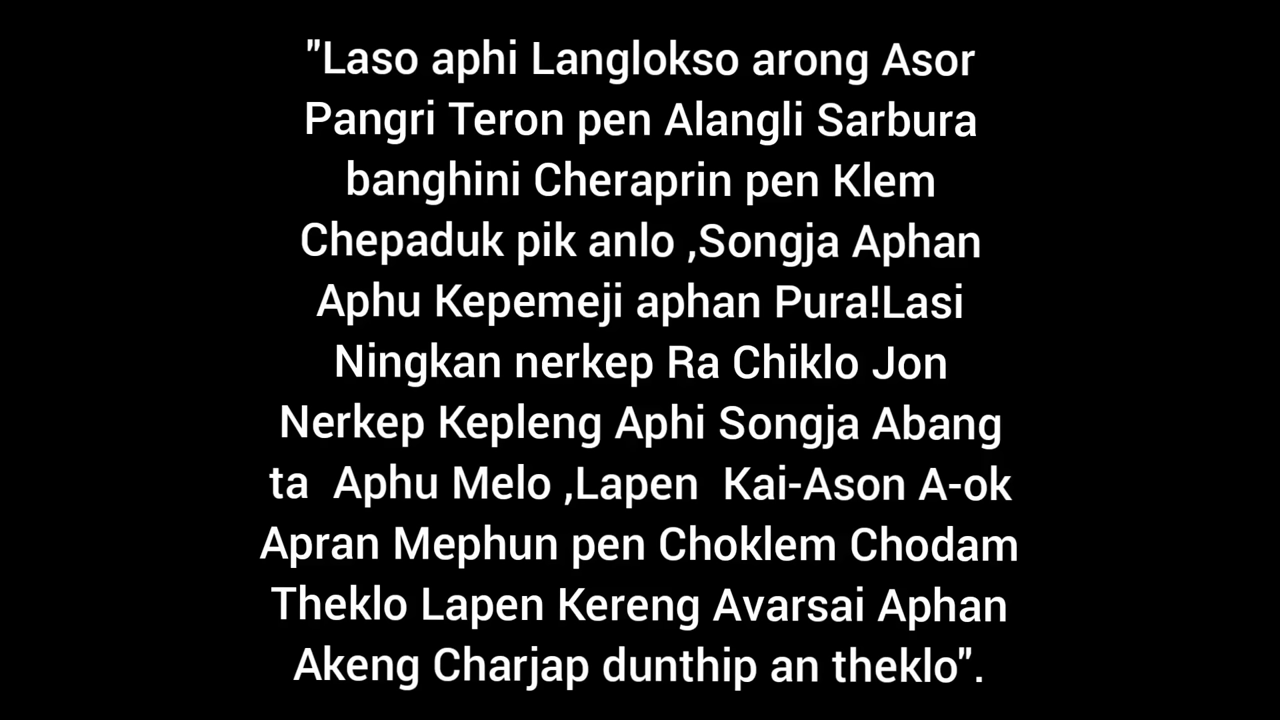 "Laso aphi Langlokso arong Asor
Pangri Teron pen Alangli Sarbura
banghini Cheraprin pen Klem
Chepaduk pik anlo ,Songja Aphan
Aphu Kepemeji aphan Pura!Lasi
Ningkan nerkep Ra Chiklo Jon
Nerkep Kepleng Aphi Songja Abang
ta  Aphu Melo ,Lapen  Kai-Ason A-ok
Apran Mephun pen Choklem Chodam
Theklo Lapen Kereng Avarsai Aphan
Akeng Charjap dunthip an theklo".